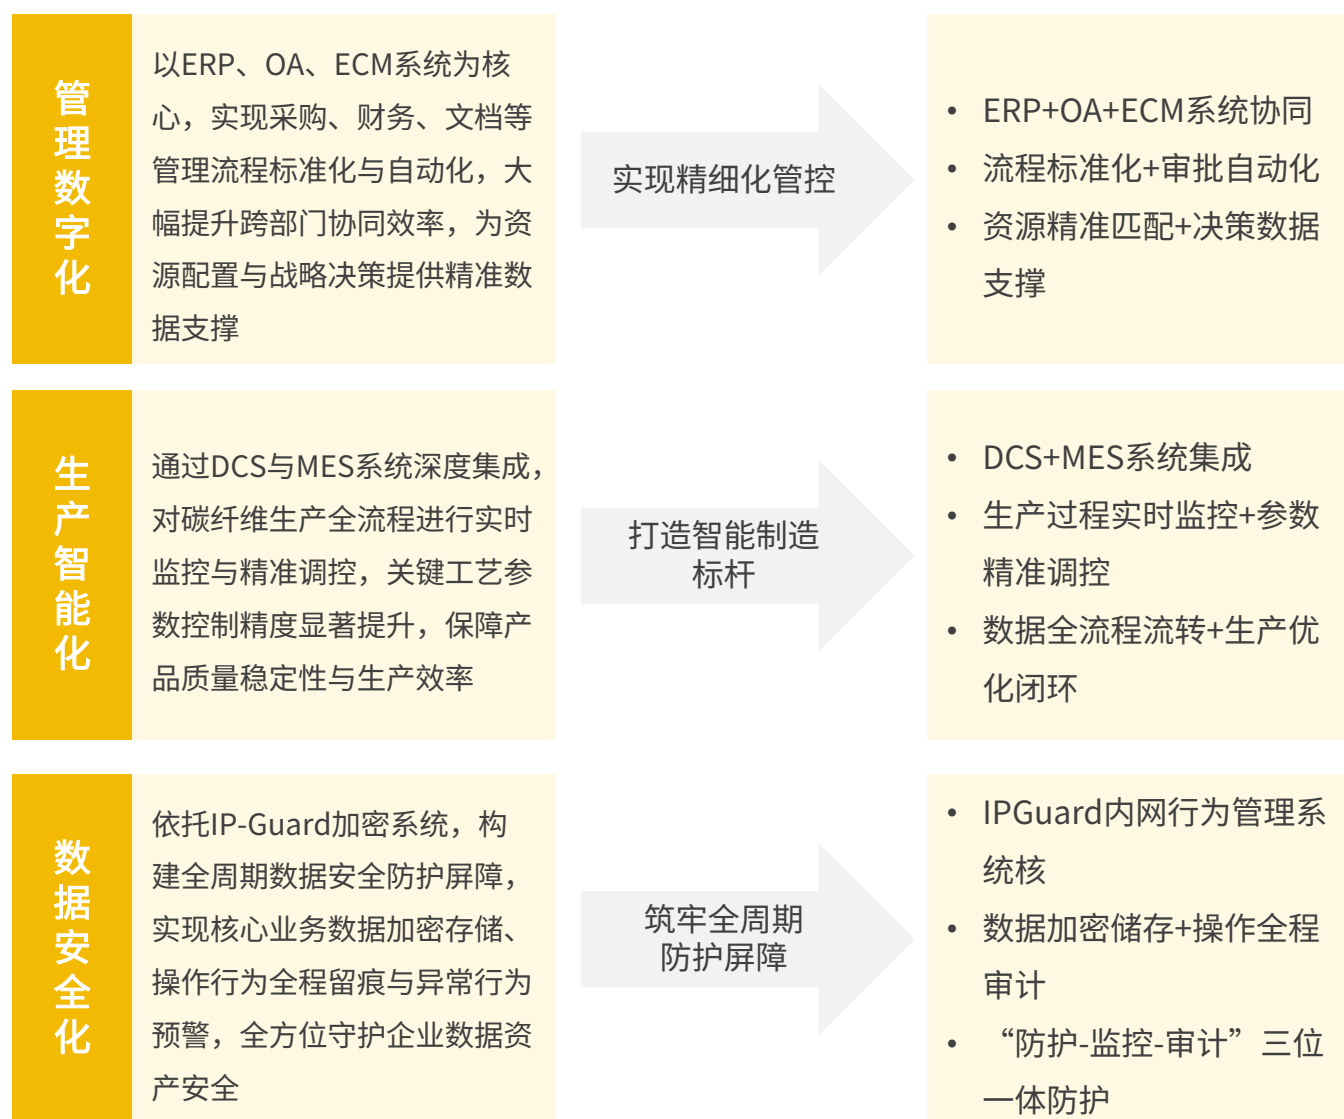 管理数字化
以ERP、OA、ECM系统为核
心，实现采购、财务、文档等
管理流程标准化与自动化，大
幅提升跨部门协同效率，为资
源配置与战略决策提供精准数
据支撑
实现精细化管控
• ERP+OA+ECM系统协同
• 流程标准化+审批自动化
• 资源精准匹配+决策数据
支撑
生产智能化
通过DCS与MES系统深度集成，
对碳纤维生产全流程进行实时
监控与精准调控，关键工艺参
数控制精度显著提升，保障产
品质量稳定性与生产效率
打造智能制造
标杆
• DCS+MES系统集成
• 生产过程实时监控+参数
精准调控
• 数据全流程流转+生产优
化闭环
数据安全化
依托IP-Guard加密系统，构
建全周期数据安全防护屏障，
实现核心业务数据加密存储、
操作行为全程留痕与异常行为
预警，全方位守护企业数据资
产安全
筑牢全周期
防护屏障
• IPGuard内网行为管理系
统核
• 数据加密储存+操作全程
审计
• “防护-监控-审计”三位
一体防护